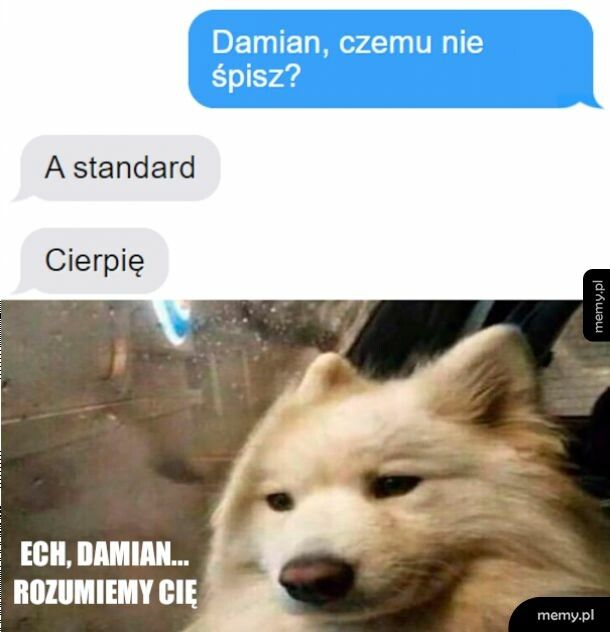 Damian, czemu nie
śpisz?
A standard
Cierpię
memy.pl
ECH, DAMIAN...
ROZUMIEMY CIĘ
memy.pl